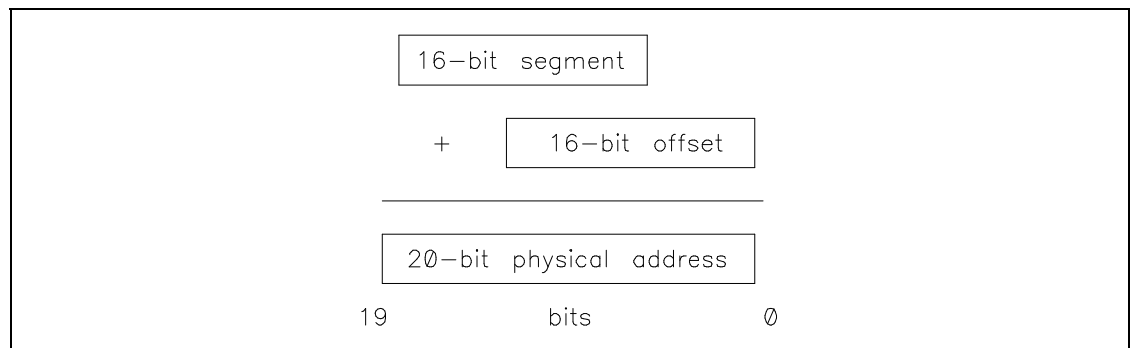 16-bit segment
+ 16-bit offset
20-bit physical address
19 bits 0